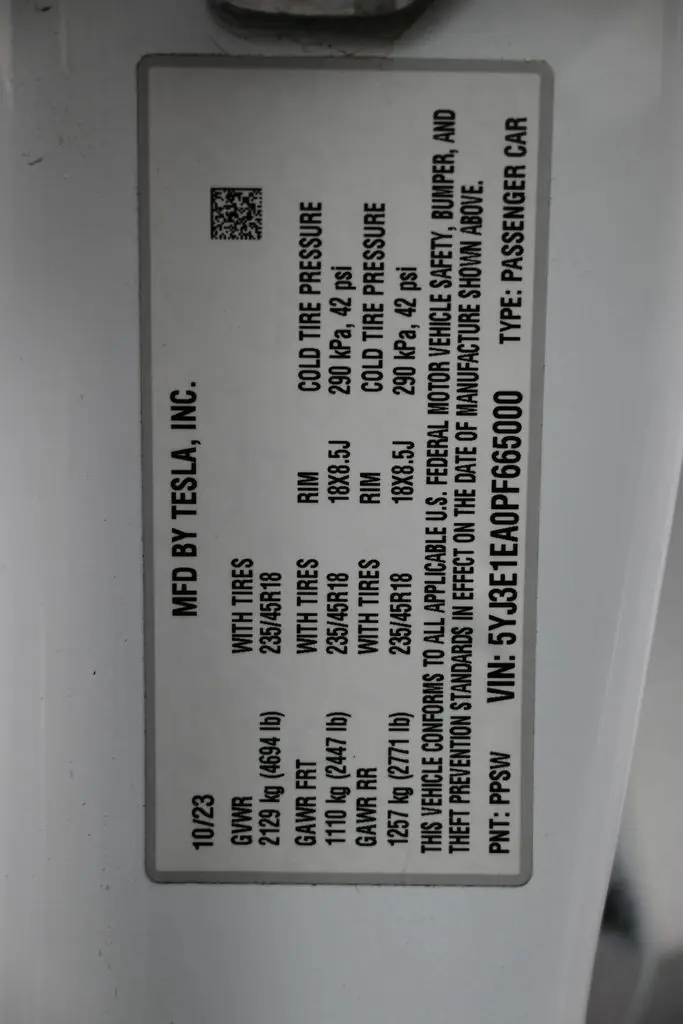 MFD BY TESLA, INC.
10/23
GVWR WITH TIRES
2129 kg (4694 lb) 235/45R18
GAWR FRT WITH TIRES RIM COLD TIRE PRESSURE
1110 kg (2447 lb) 235/45R18 18X8.5J 290 kPa, 42 psi
GAWR RR WITH TIRES RIM COLD TIRE PRESSURE
1257 kg (2771 lb) 235/45R18 18X8.5J 290 kPa, 42 psi
THIS VEHICLE CONFORMS TO ALL APPLICABLE U.S. FEDERAL MOTOR VEHICLE SAFETY, BUMPER, AND
THEFT PREVENTION STANDARDS IN EFFECT ON THE DATE OF MANUFACTURE SHOWN ABOVE.
PNT: PPSW VIN: 5YJ3E1EA0PF665000 TYPE: PASSENGER CAR